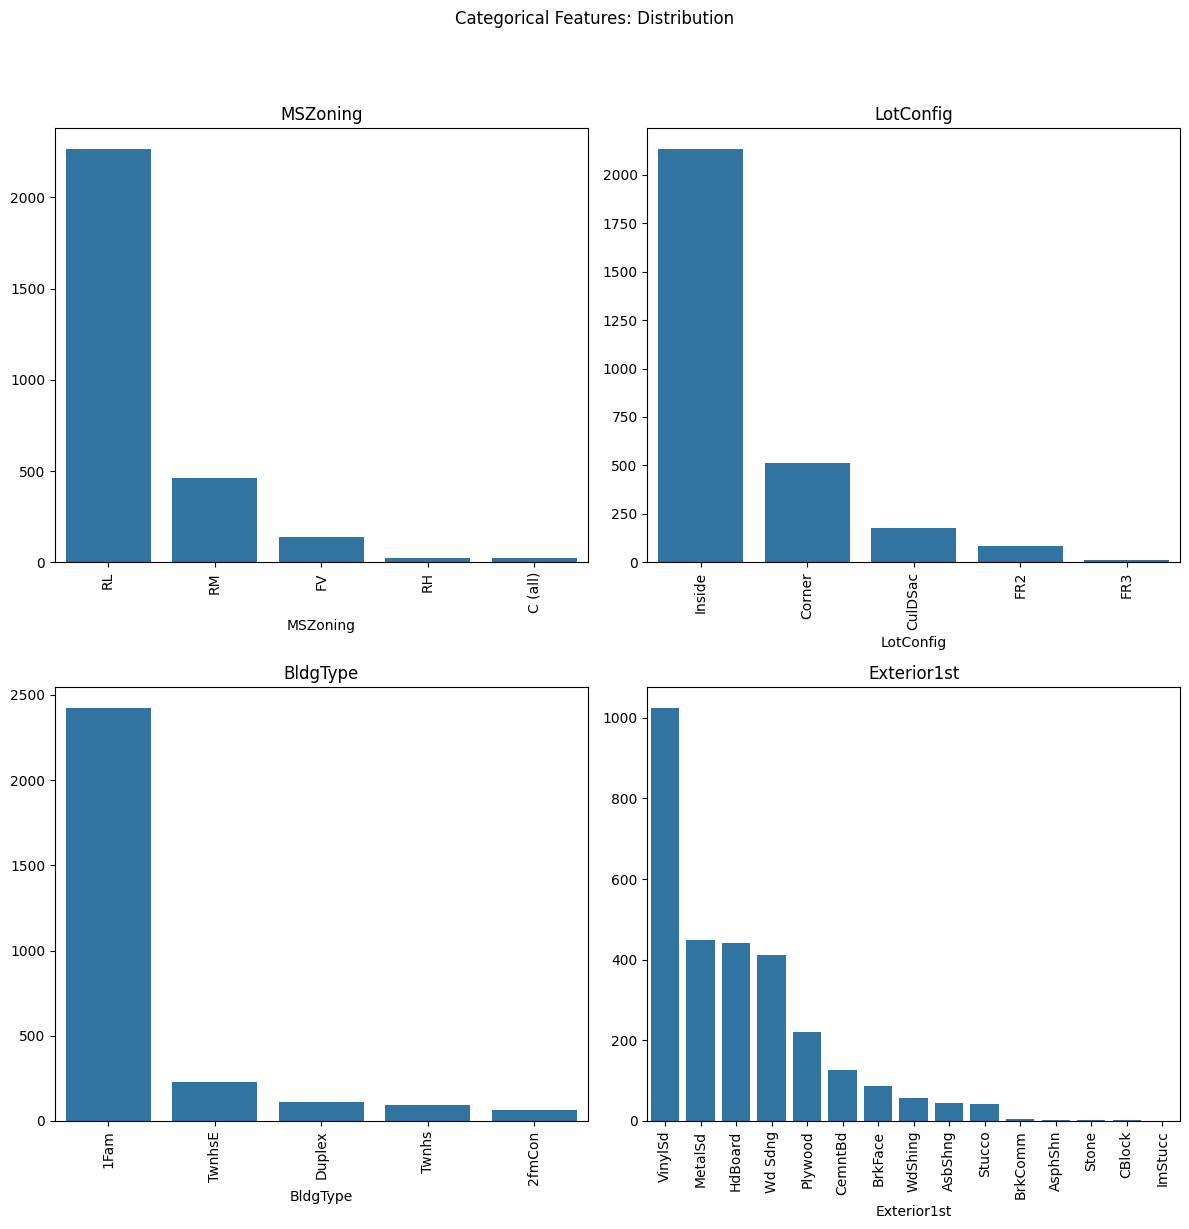 Categorical Features: Distribution
MSZoning
2000
1500
1000
500
0
RL
RM
FV
RH
C (all)
MSZoning
LotConfig
2000
1750
1500
1250
1000
750
500
250
0
Inside
Corner
CulDSac
FR2
FR3
LotConfig
BldgType
2500
2000
1500
1000
500
0
1Fam
TwnhsE
Duplex
Twnhs
2fmCon
BldgType
Exterior1st
1000
800
600
400
200
0
VinylSd
MetalSd
HdBoard
Wd Sdng
Plywood
CemntBd
BrkFace
WdShing
AsbShng
Stucco
BrkComm
AsphShn
Stone
CBlock
ImStucc
Exterior1st